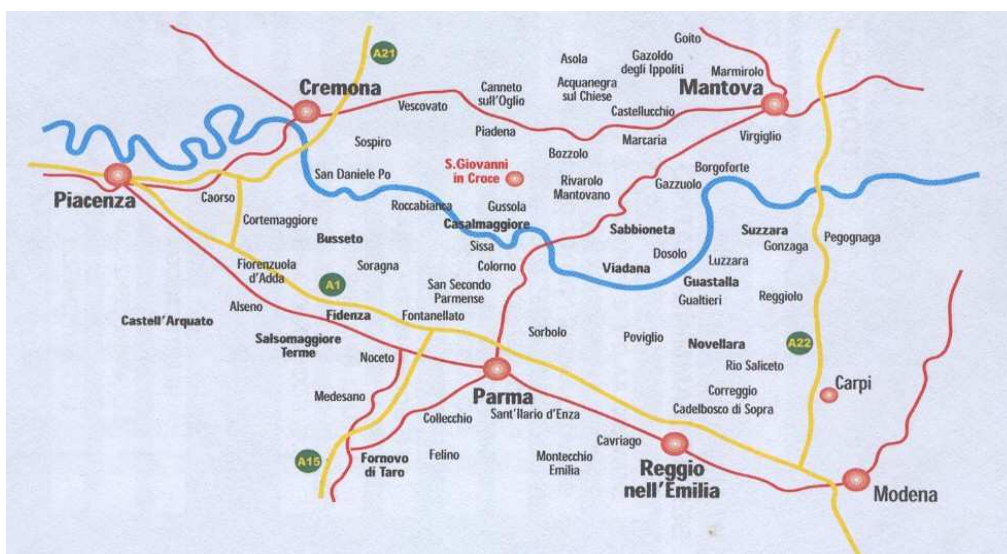 A21
Goito
Asola
Gazoldo
degli Ippoliti
Marmirolo
Cremona
Canneto
sull'Oglio
Acquanegra
sul Chiese
Mantova
Vescovato
Castellucchio
Piadena
Marcaria
Virgiglio
Sospiro
Bozzolo
S.Giovanni
in Croce
Borgoforte
San Daniele Po
Rivarolo
Mantovano
Gazzuolo
Piacenza
Caorso
Roccabianca
Gussola
Cortemaggiore
Casalmaggiore
Sabbioneta
Suzzara
Busseto
Sissa
Gonzaga
Pegognaga
Dosolo
Luzzara
Fiorenzuola
d'Adda
Soragna
Colorno
Viadana
A1
San Secondo
Parmense
Guastalla
Gualtieri
Reggiolo
Alseno
Castell'Arquato
Fidenza
Fontanellato
Sorbolo
Poviglio
Novellara
A22
Salsomaggiore
Terme
Noceto
Rio Saliceto
Medesano
Parma
Correggio
Carpi
Collecchio
Sant'Ilario d'Enza
Cadelbosco di Sopra
A15
Fornovo
di Taro
Felino
Montecchio
Emilia
Cavriago
Reggio
nell'Emilia
Modena